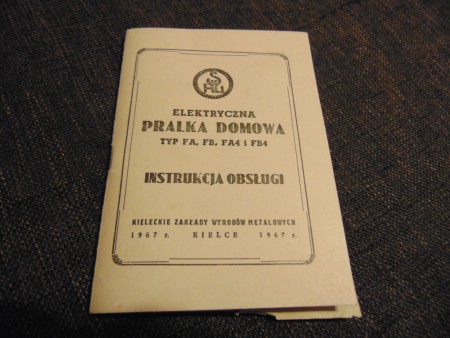 ELEKTRYCZNA
PRALKA DOMOWA
TYP FA, FB, FA4 i FB4
INSTRUKCJA OBSŁUGI
KIELECKIE ZAKŁADY WYROBÓW METALOWYCH
1967 r. KIELCE 1967 r.